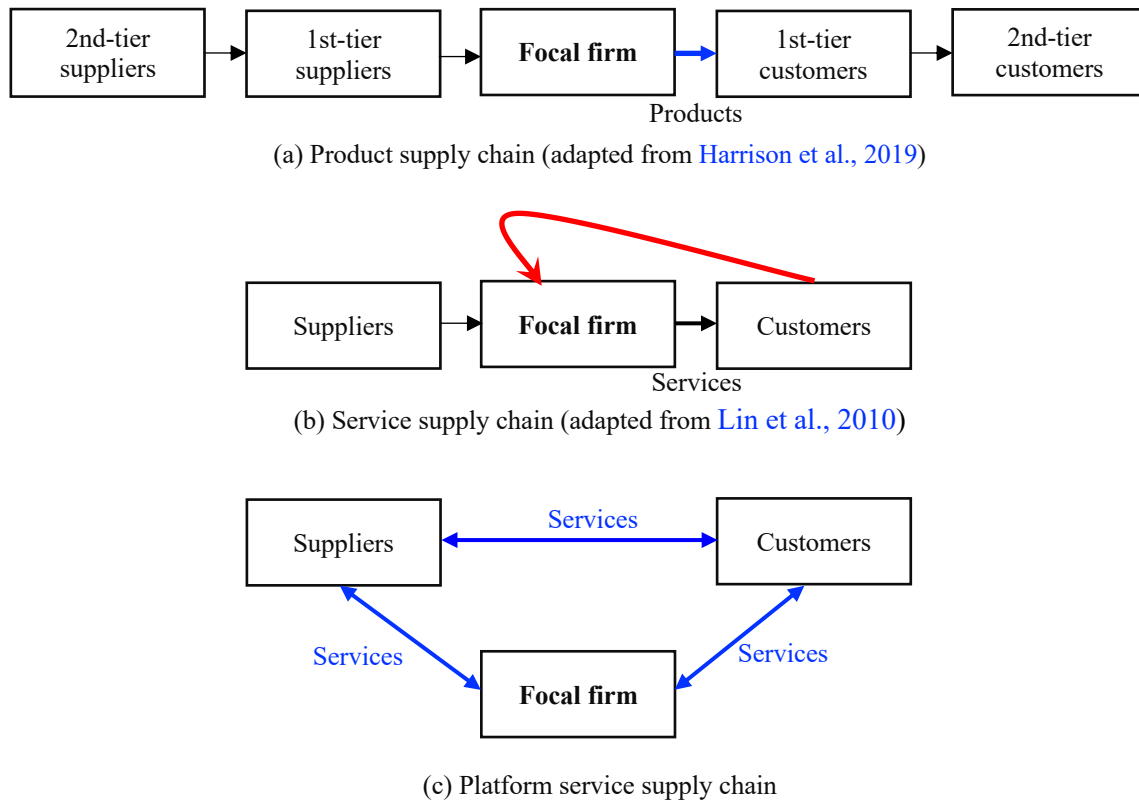 2nd-tier
suppliers
1st-tier
suppliers
Focal firm
1st-tier
customers
2nd-tier
customers
Products
(a) Product supply chain (adapted from Harrison et al., 2019)
Suppliers
Focal firm
Customers
Services
(b) Service supply chain (adapted from Lin et al., 2010)
Suppliers
Services
Customers
Services
Services
Focal firm
(c) Platform service supply chain